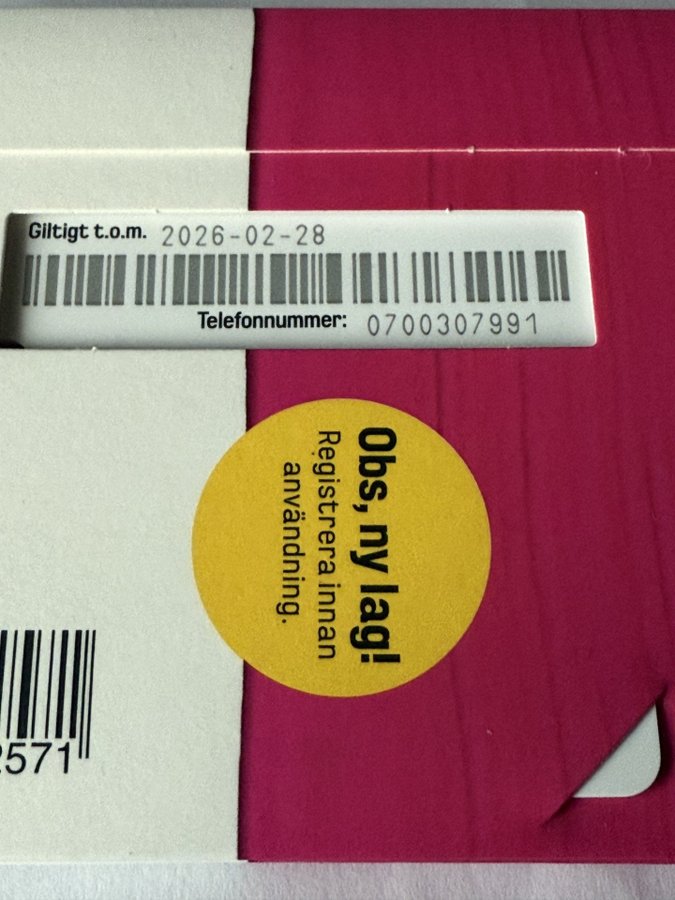 Giltigt t.o.m. 2026-02-28
Telefonnummer: 0700307991
Obs, ny lag!
Registrera innan
användning.
2571